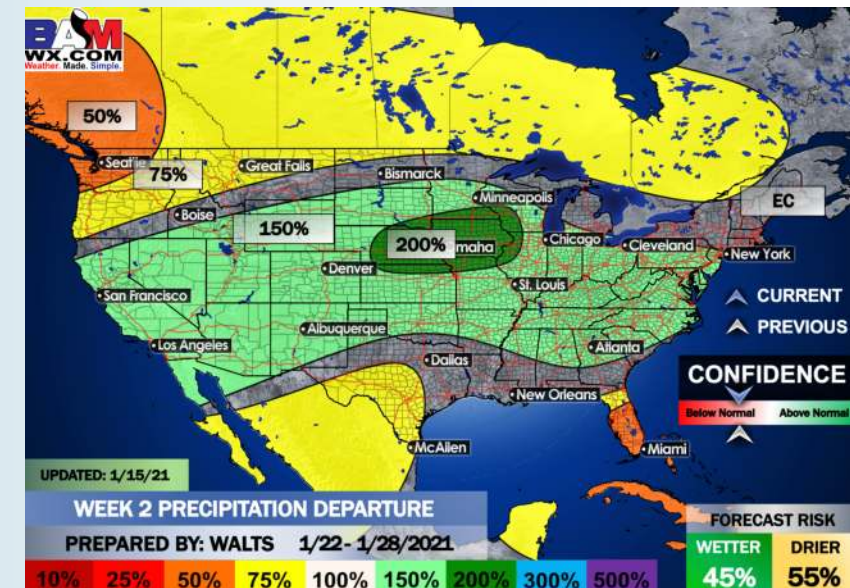 BAM
WX.COM
Weather. Made. Simple.
50%
Seattle
75%
Great Falls
Bismarck
Boise
150%
Minneapolis
EC
200%
maha
Chicago
Cleveland
New York
Denver
St. Louis
San Francisco
CURRENT
PREVIOUS
Albuquerque
Los Angeles
Atlanta
Dallas
CONFIDENCE
New Orleans
Below Normal Above Normal
McAllen
Miami
UPDATED: 1/15/21
WEEK 2 PRECIPITATION DEPARTURE
PREPARED BY: WALTS 1/22 - 1/28/2021
FORECAST RISK
WETTER DRIER
45% 55%
10% 25% 50% 75% 100% 150% 200% 300% 500%